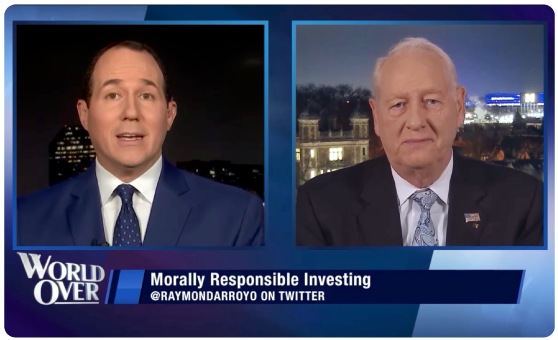 WORLD
OVER
Morally Responsible Investing
@RAYMONDARROYO ON TWITTER